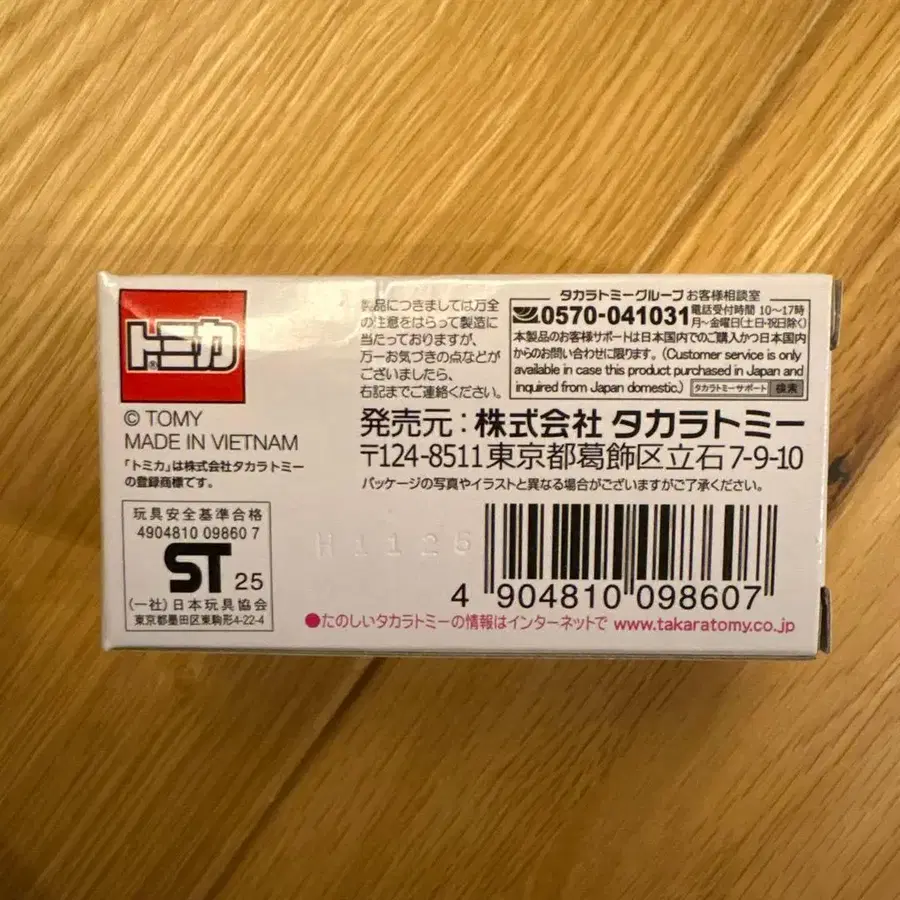 トミカ®
© TOMY
MADE IN VIETNAM
「トミカ」は株式会社タカラトミー
の登録商標です。
玩具安全基準合格
4904810 09860 7
ST 25
(一社)日本玩具協会
東京都墨田区東駒形4-22-4
製品につきましては万全
の注意をはらって製造に
当たっておりますが、
万一お気づきの点などが
ございましたら、
右記までご連絡ください。
タカラトミーグループ お客様相談室
0570-041031 電話受付時間 10〜17時
月〜金曜日(土・日・祝日除く)
本製品のお客様サポートは日本国内でのご購入かつ日本国内
からのお問い合わせに限ります。(Customer service is only
available in case this product purchased in Japan and
inquired from Japan domestic.) タカラトミーサポート 検索
発売元：株式会社 タカラトミー
〒124-8511 東京都葛飾区立石7-9-10
パッケージの写真やイラストと異なる場合がございますがご了承ください。
H1125
4 904810 098607
●たのしいタカラトミーの情報はインターネットで www.takaratomy.co.jp